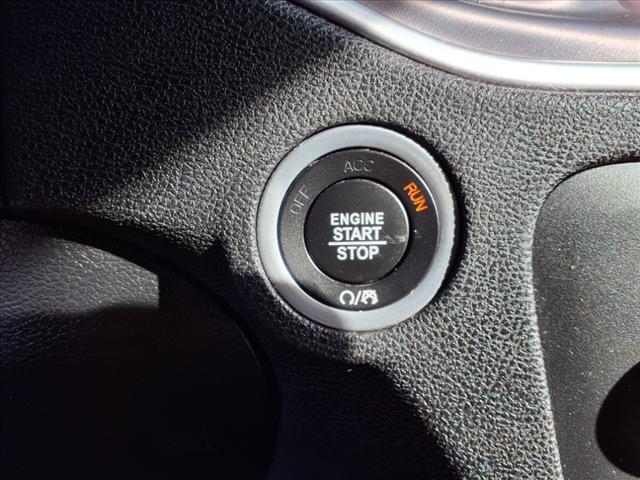 OFF ACC RUN
ENGINE
START
STOP